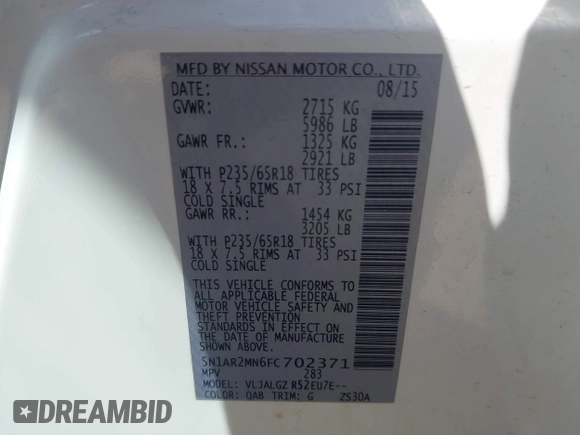 MFD BY NISSAN MOTOR CO., LTD.
DATE: 08/15
GVWR: 2715 KG
5986 LB
GAWR FR.: 1325 KG
2921 LB
WITH P235/65R18 TIRES
18 X 7.5 RIMS AT 33 PSI
COLD SINGLE
GAWR RR.: 1454 KG
3205 LB
WITH P235/65R18 TIRES
18 X 7.5 RIMS AT 33 PSI
COLD SINGLE
THIS VEHICLE CONFORMS TO
ALL APPLICABLE FEDERAL
MOTOR VEHICLE SAFETY AND
THEFT PREVENTION
STANDARDS IN EFFECT ON
THE DATE OF MANUFACTURE
SHOWN ABOVE.
5N1AR2MN6FC702371
MPV 283
MODEL: VLJALGZ R52EU7E--
COLOR: QAB TRIM: G ZS30A
BIDHISTORY